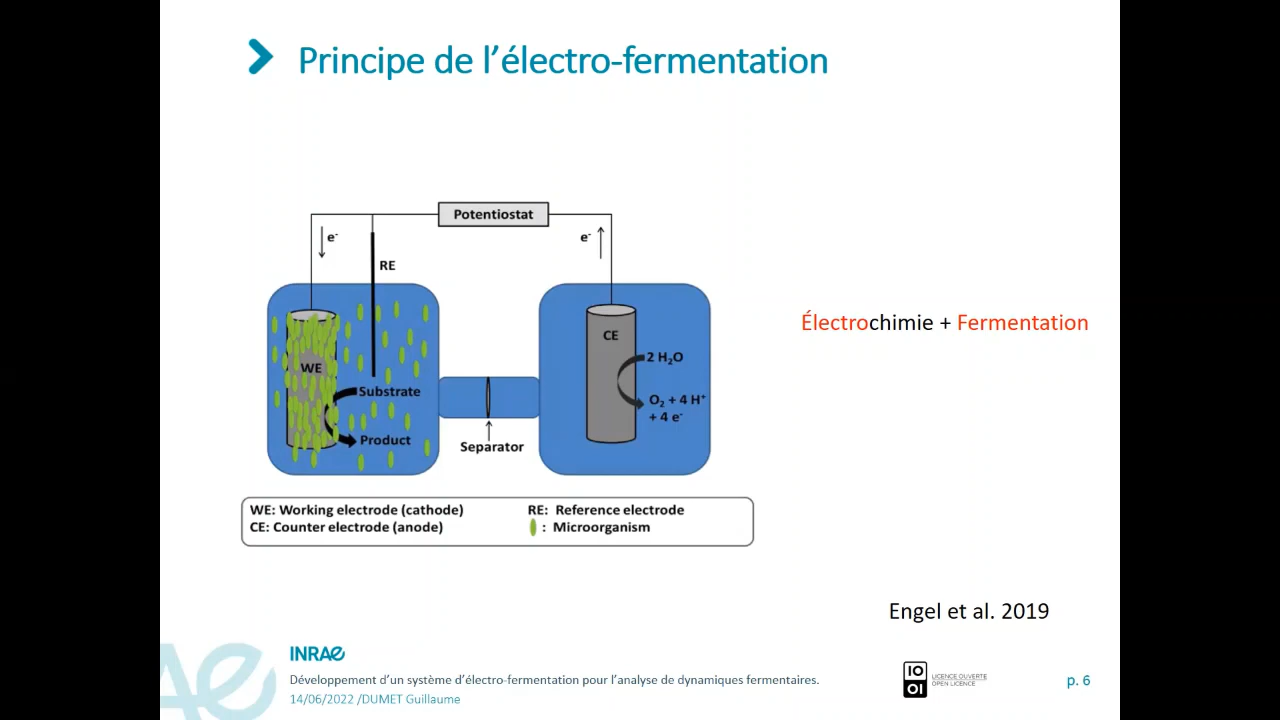 Principe de l’électro-fermentation
Potentiostat
e-
e-
RE
WE
CE
2 H₂O
Substrate
O₂ + 4 H⁺
+ 4 e-
Product
Separator
Électrochimie + Fermentation
WE: Working electrode (cathode)
RE: Reference electrode
CE: Counter electrode (anode)
: Microorganism
Engel et al. 2019
INRAE
Développement d’un système d’électro-fermentation pour l’analyse de dynamiques fermentaires.
14/06/2022 /DUMET Guillaume
LICENCE OUVERTE
OPEN LICENCE
p. 6